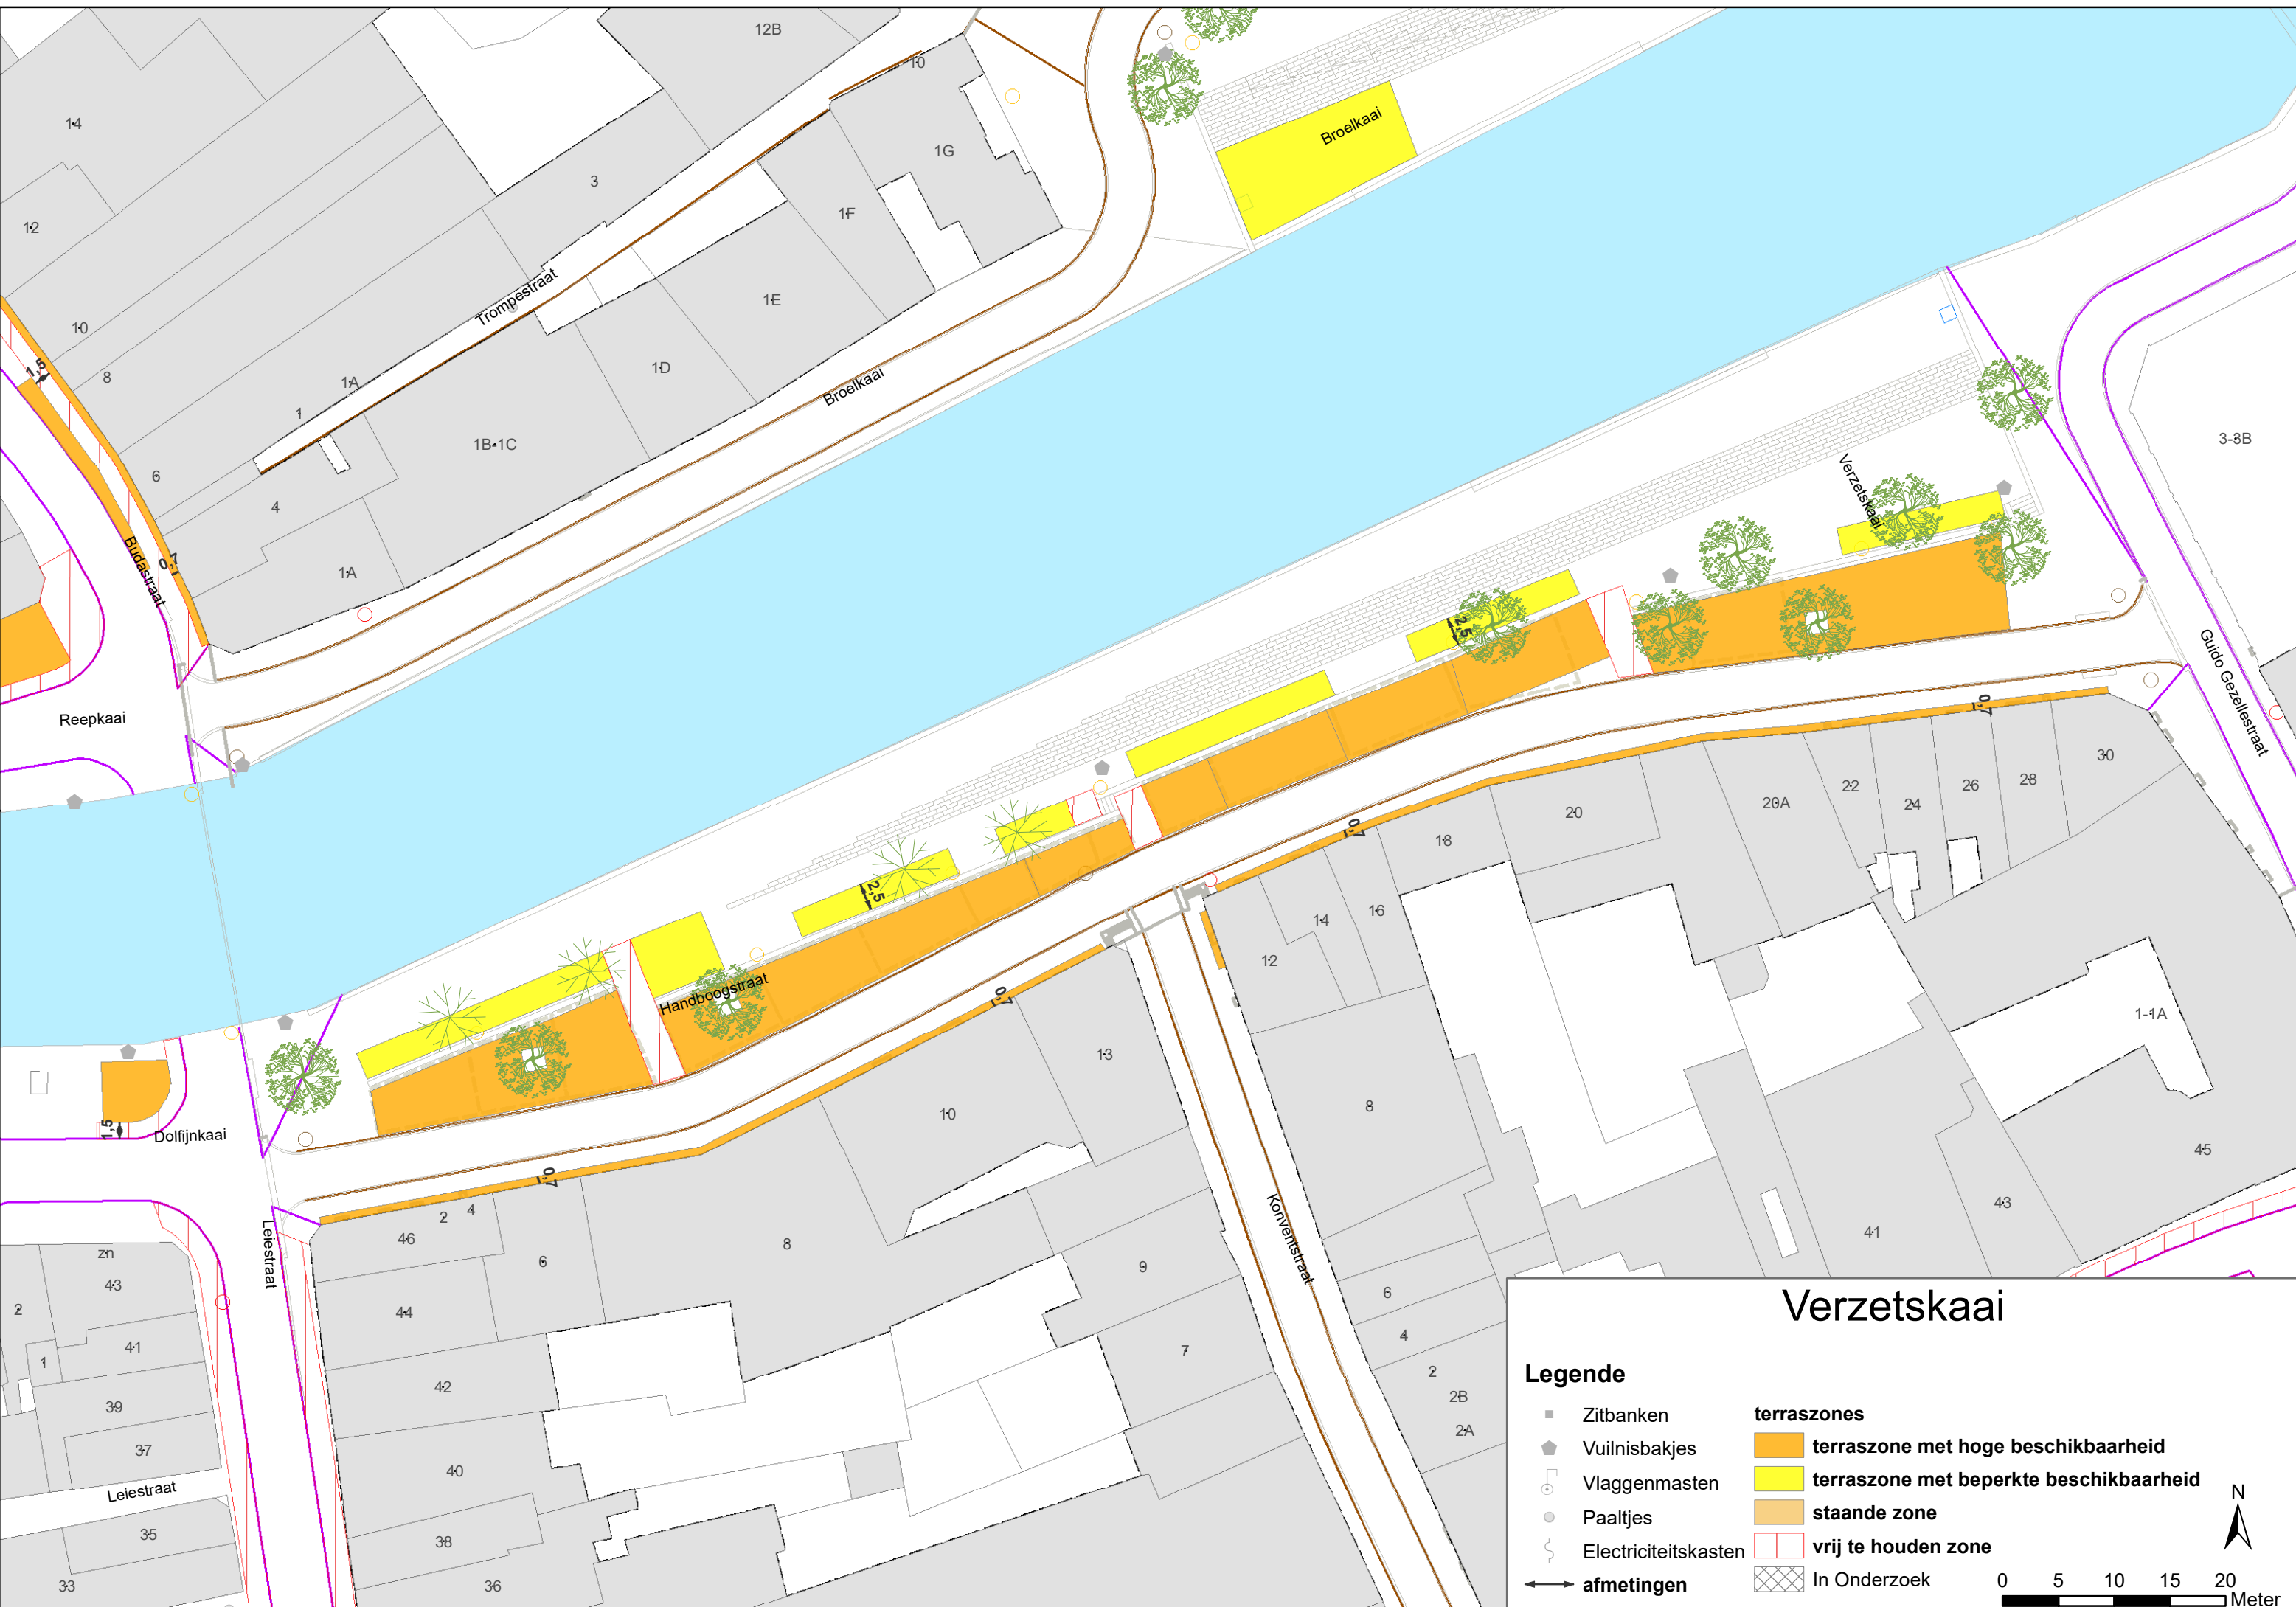 12B
10
14
1G
3
12
1F
Broelkaai
Trompestraat
1E
10
1,5
8
1A
1D
Broelkaai
1
1B-1C
3-8B
6
4
Verzetskaai
0,7
Budastraat
1A
2,5
Reepkaai
Guido Gezellestraat
0,7
30
28
26
24
22
20A
20
18
0,7
16
14
12
2,5
Handboogstraat
0,7
13
10
8
1-1A
1,5
Dolfijnkaai
45
0,7
2 4
46
6
8
Leiestraat
zn
43
44
9
Konventstraat
43
41
2
41
1
42
7
6
4
2
2B
2A
39
37
40
Leiestraat
35
38
33
36
Verzetskaai
Legende
Zitbanken
Vuilnisbakjes
Vlaggenmasten
Paaltjes
Electriciteitskasten
afmetingen
terraszones
terraszone met hoge beschikbaarheid
terraszone met beperkte beschikbaarheid
staande zone
vrij te houden zone
In Onderzoek
N
0 5 10 15 20
Meter